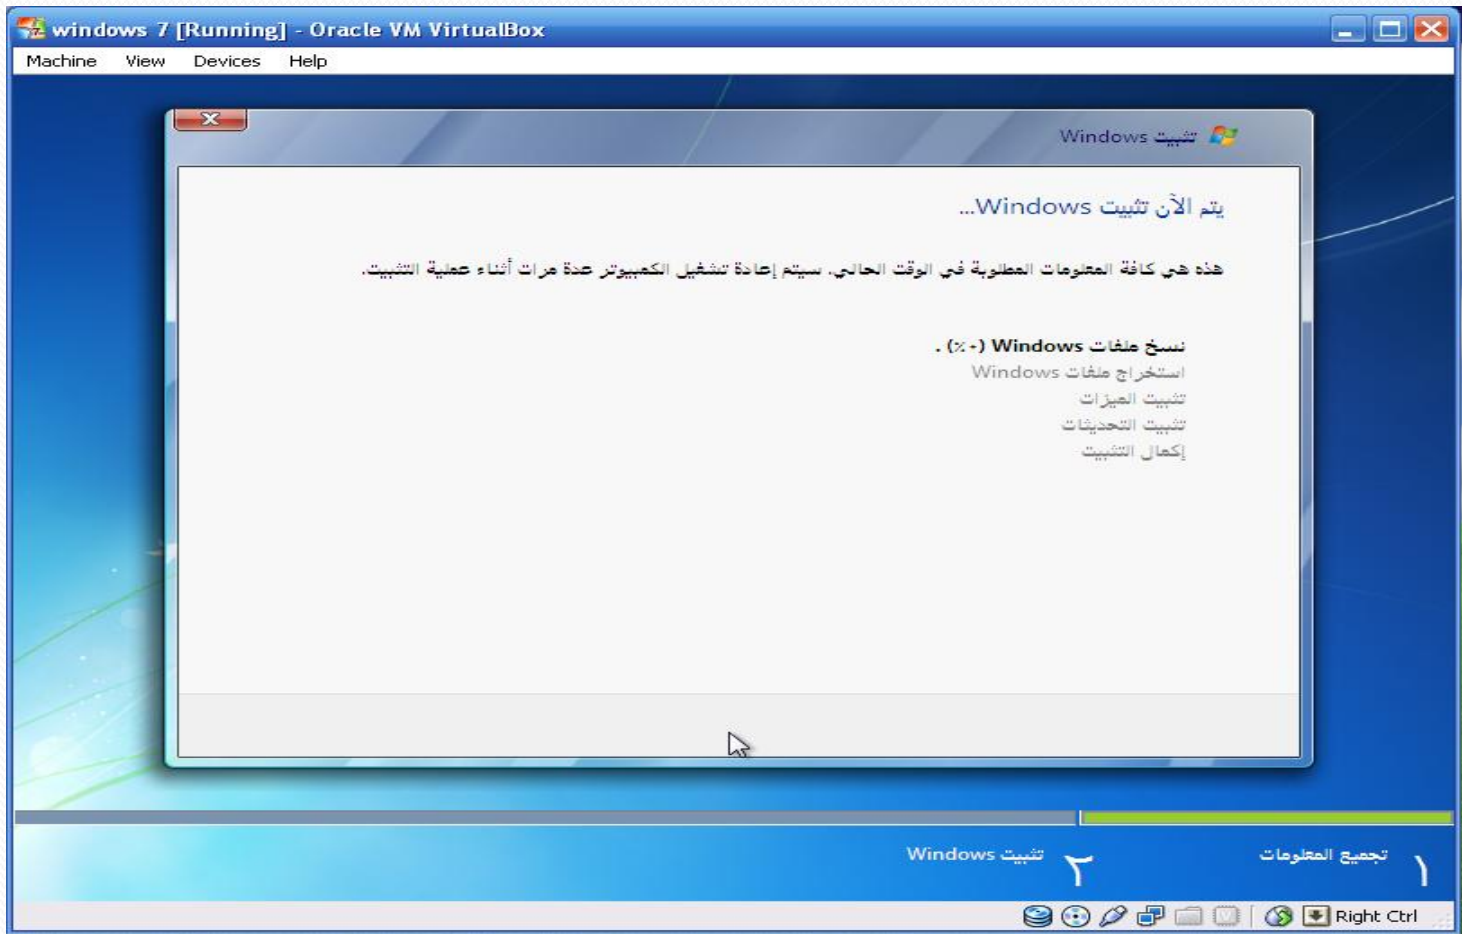 windows 7 [Running] - Oracle VM VirtualBox
Machine View Devices Help
تثبيت Windows
يتم الآن تثبيت Windows...
هذه هي كافة المعلومات المطلوبة في الوقت الحالي. سيتم إعادة تشغيل الكمبيوتر عدة مرات أثناء عملية التثبيت.
نسخ ملفات Windows (٠٪) .
استخراج ملفات Windows
تثبيت الميزات
تثبيت التحديثات
إكمال التثبيت
١ تجميع المعلومات
٢ تثبيت Windows
Right Ctrl